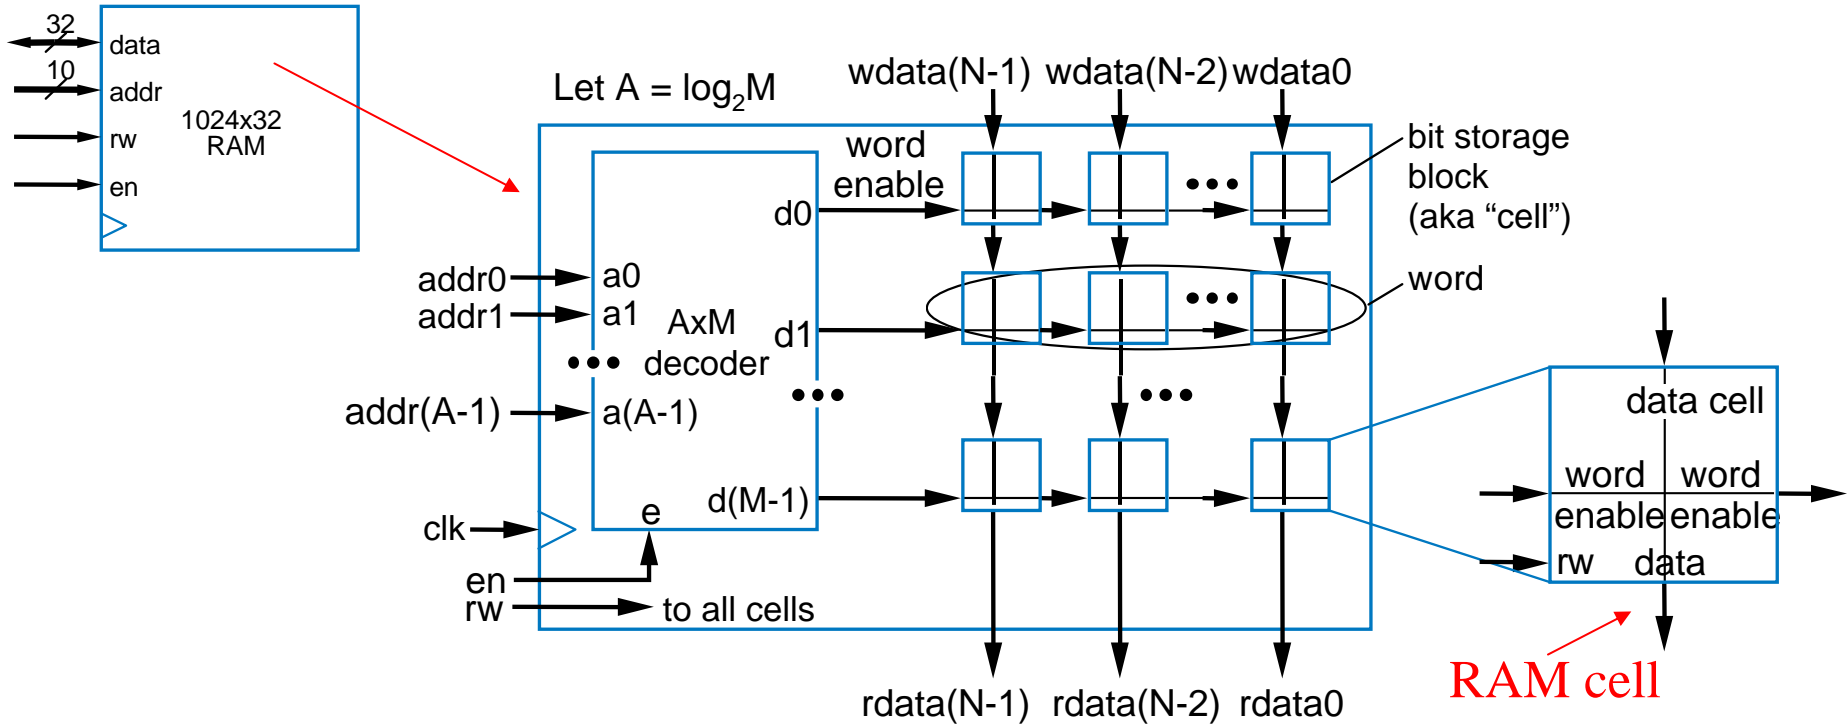 32
data
10
addr
1024x32
RAM
rw
en
Let A = log2M
wdata(N-1) wdata(N-2) wdata0
word
enable
bit storage
block
(aka “cell”)
d0
addr0
a0
word
addr1
a1
AxM
decoder
d1
addr(A-1)
a(A-1)
data cell
d(M-1)
word word
enable enable
e
clk
rw data
en
rw
to all cells
RAM cell
rdata(N-1) rdata(N-2) rdata0